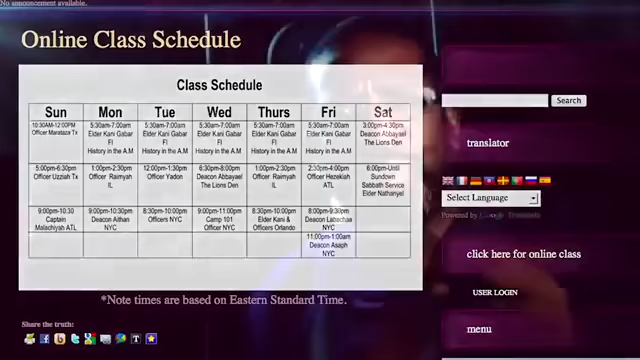 No announcement available.
Online Class Schedule
Class Schedule
Sun Mon Tue Wed Thurs Fri Sat
10:30AM-12:00PM
Officer Marataza Tx
5:30am-7:00am
Elder Kani Gabar
Fl
History in the A.M
5:30am-7:00am
Elder Kani Gabar
Fl
History in the A.M
5:30am-7:00am
Elder Kani Gabar
Fl
History in the A.M
5:30am-7:00am
Elder Kani Gabar
Fl
History in the A.M
5:30am-7:00am
Elder Kani Gabar
Fl
History in the A.M
3:00pm-4:30pm
Deacon Abbayael
The Lions Den
5:00pm-6:30pm
Officer Uzziah Tx
1:00pm-2:30pm
Officer Raimyah
IL
12:00pm-1:30pm
Officer Yadon
6:30pm-8:00pm
Deacon Abbayael
The Lions Den
1:00pm-2:30pm
Officer Raimyah
IL
2:30pm-4:00pm
Officer Hezekiah
ATL
6:00pm-Until
Sundown
Sabbath Service
Elder Nathanyel
9:00pm-10:30
Captain
Malachiyah ATL
9:00pm-10:30pm
Deacon Aithan
NYC
8:30pm-10:00pm
Officers NYC
9:00pm-11:00pm
Camp 101
Officer NYC
8:30pm-10:00pm
Elder Kani &
Officers Orlando
8:00pm-9:30pm
Deacon Labachaa
NYC
11:00pm-1:00am
Deacon Asaph
NYC
*Note times are based on Eastern Standard Time.
Share the truth:
Search
translator
Select Language
Powered by Google Translate
click here for online class
USER LOGIN
menu